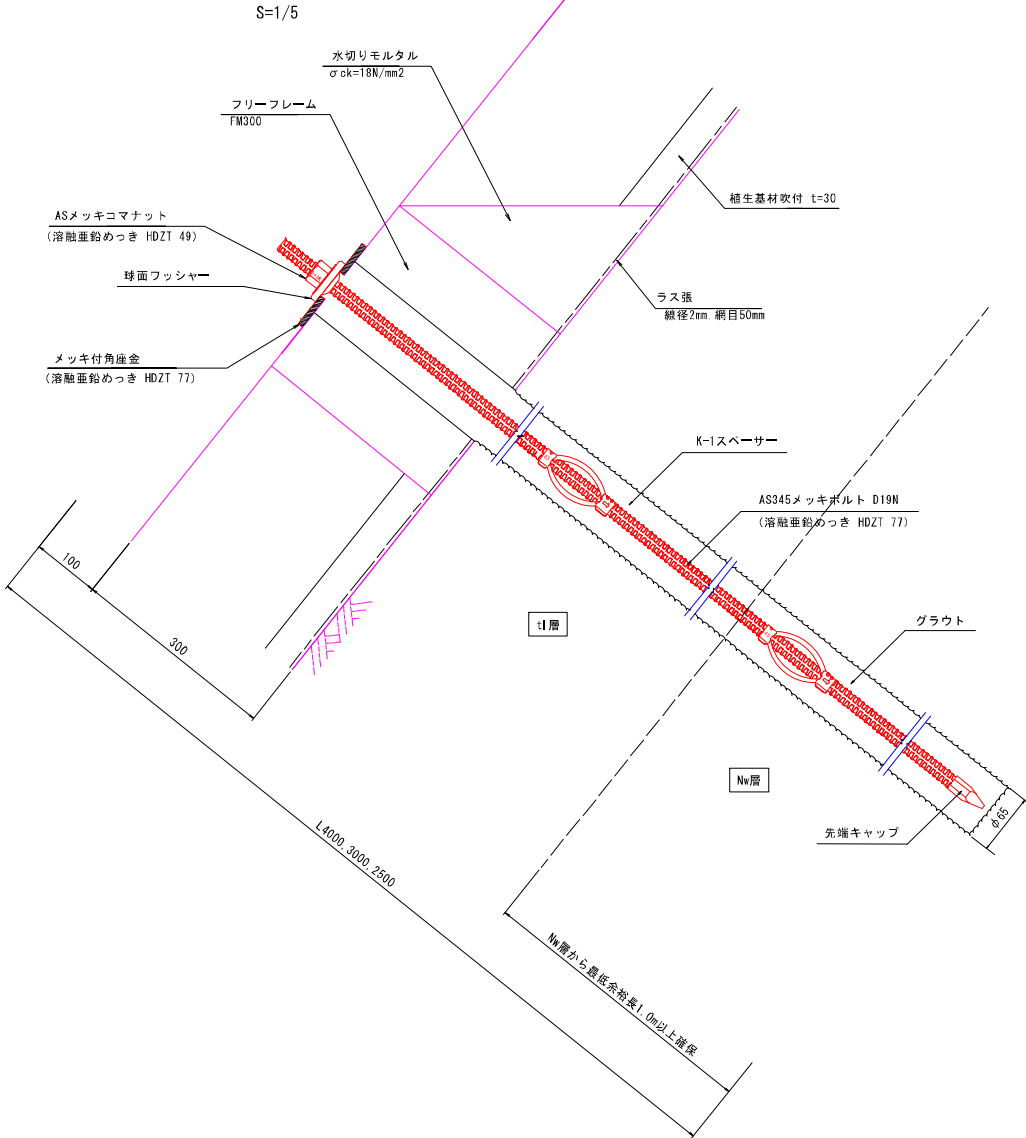 S=1/5
水切りモルタル
σck=18N/mm2
フリーフレーム
FM300
植生基材吹付 t=30
ASメッキコマナット
(溶融亜鉛めっき HDZT 49)
球面ワッシャー
ラス張
線径2mm,網目50mm
メッキ付角座金
(溶融亜鉛めっき HDZT 77)
K-1スペーサー
AS345メッキボルト D19N
(溶融亜鉛めっき HDZT 77)
100
300
tl層
グラウト
Nw層
φ65
先端キャップ
L4000,3000,2500
Nw層から最低余裕長1.0m以上確保